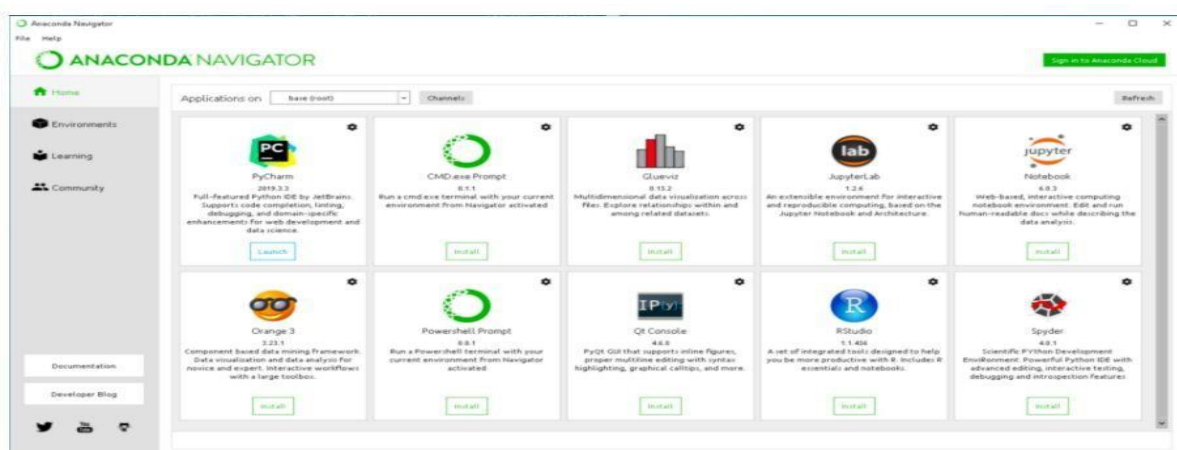 Anaconda Navigator
File Help
ANACONDA NAVIGATOR
Sign in to Anaconda Cloud
Home
Environments
Learning
Community
Documentation
Developer Blog
Applications on base (root) Channels
Refresh
PC
PyCharm
2019.3.3
Full-featured Python IDE by JetBrains.
Supports code completion, linting,
debugging, and domain-specific
enhancements for web development and
data science.
Launch
CMD.exe Prompt
0.1.1
Run a cmd.exe terminal with your current
environment from Navigator activated
Install
Glueviz
0.15.2
Multidimensional data visualization across
files. Explore relationships within and
among related datasets.
Install
lab
JupyterLab
1.2.6
An extensible environment for interactive
and reproducible computing, based on the
Jupyter Notebook and Architecture.
Install
jupyter
Notebook
6.0.3
Web-based, interactive computing
notebook environment. Edit and run
human-readable docs while describing the
data analysis.
Install
Orange 3
3.23.1
Component based data mining framework.
Data visualization and data analysis for
novice and expert. Interactive workflows
with a large toolbox.
Install
Powershell Prompt
0.0.1
Run a Powershell terminal with your
current environment from Navigator
activated
Install
IP[y]
Qt Console
4.6.0
PyQt GUI that supports inline figures,
proper multiline editing with syntax
highlighting, graphical calltips, and more.
Install
R
RStudio
1.1.456
A set of integrated tools designed to help
you be more productive with R. Includes R
essentials and notebooks.
Install
Spyder
4.0.1
Scientific PYthon Development
EnviRonment. Powerful Python IDE with
advanced editing, interactive testing,
debugging and introspection features
Install